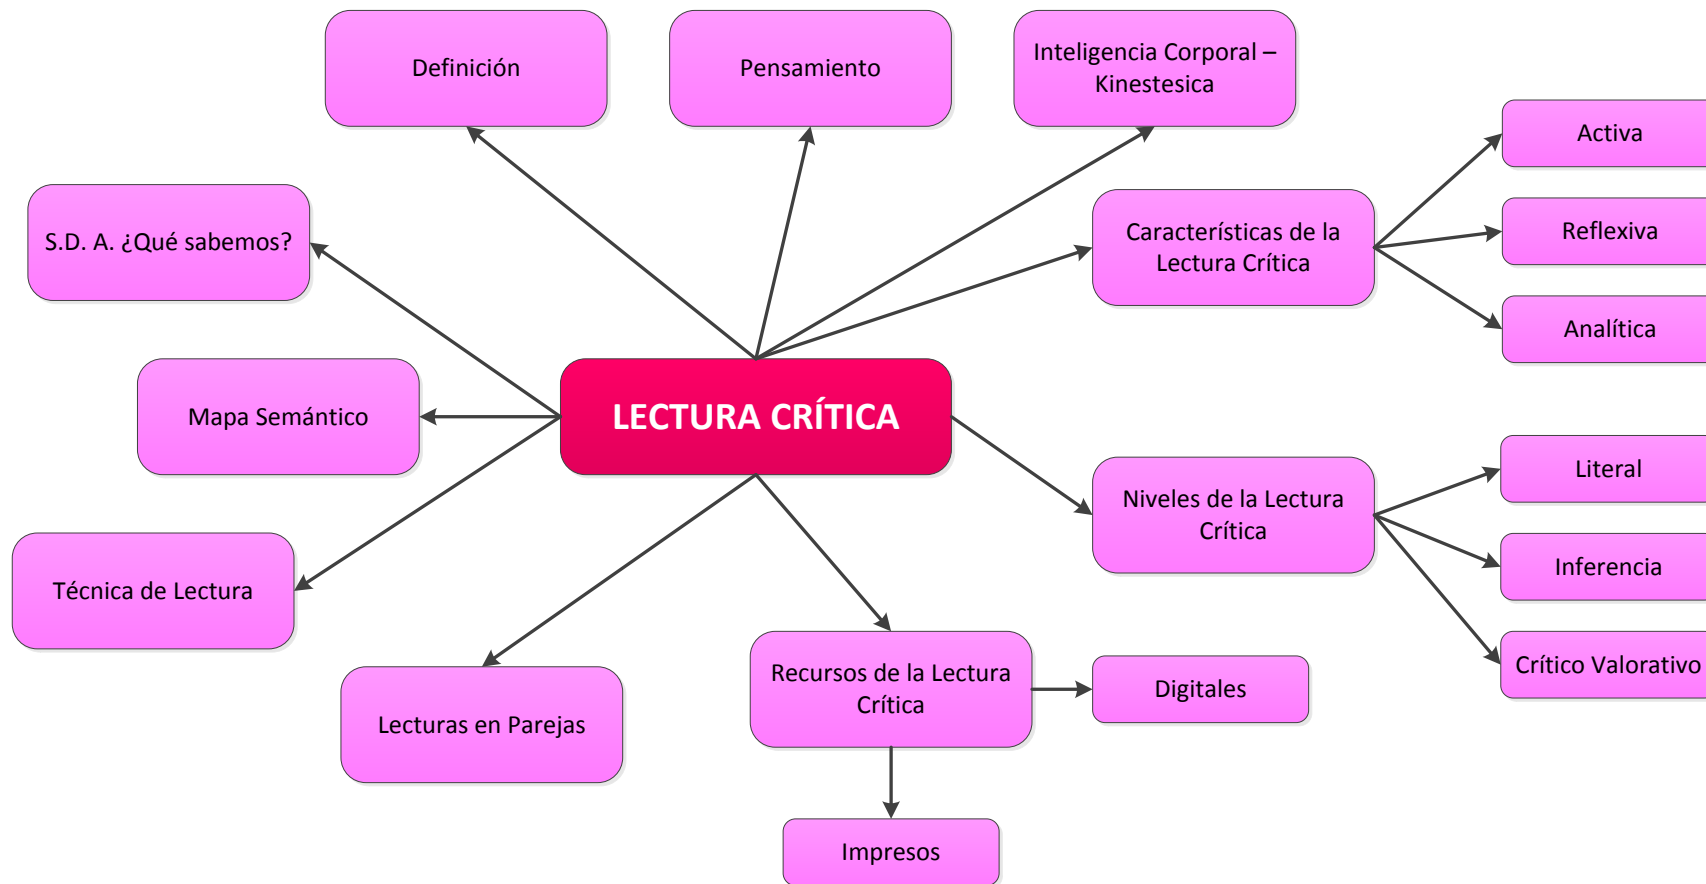 Definición
Pensamiento
Inteligencia Corporal –
Kinestesica
Activa
Reflexiva
Analítica
Características de la
Lectura Crítica
S.D. A. ¿Qué sabemos?
Mapa Semántico
LECTURA CRÍTICA
Técnica de Lectura
Niveles de la Lectura
Crítica
Literal
Inferencia
Crítico Valorativo
Lecturas en Parejas
Recursos de la Lectura
Crítica
Digitales
Impresos